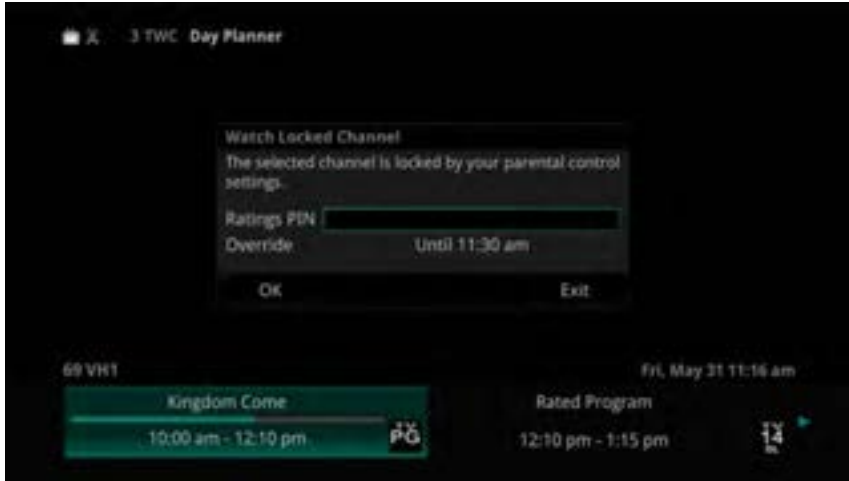 3 TWC Day Planner
Watch Locked Channel
The selected channel is locked by your parental control
settings.
Ratings PIN
Override Until 11:30 am
OK Exit
69 VH1 Fri, May 31 11:16 am
Kingdom Come Rated Program
10:00 am - 12:10 pm TV PG 12:10 pm - 1:15 pm TV 14